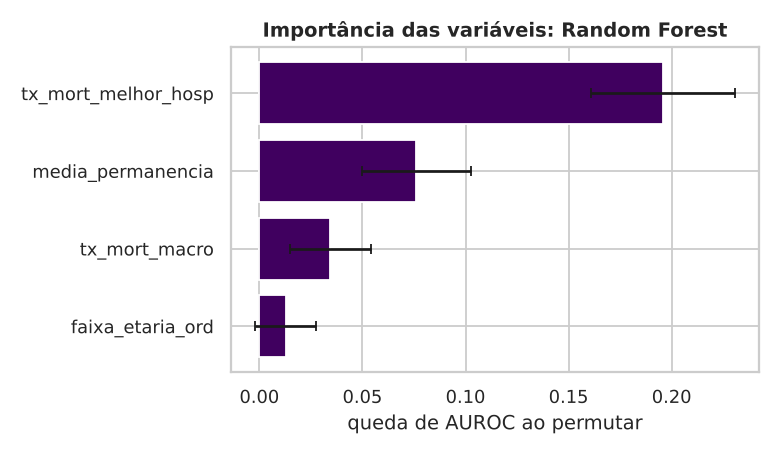 Importância das variáveis: Random Forest
tx_mort_melhor_hosp
media_permanencia
tx_mort_macro
faixa_etaria_ord
0.00 0.05 0.10 0.15 0.20
queda de AUROC ao permutar